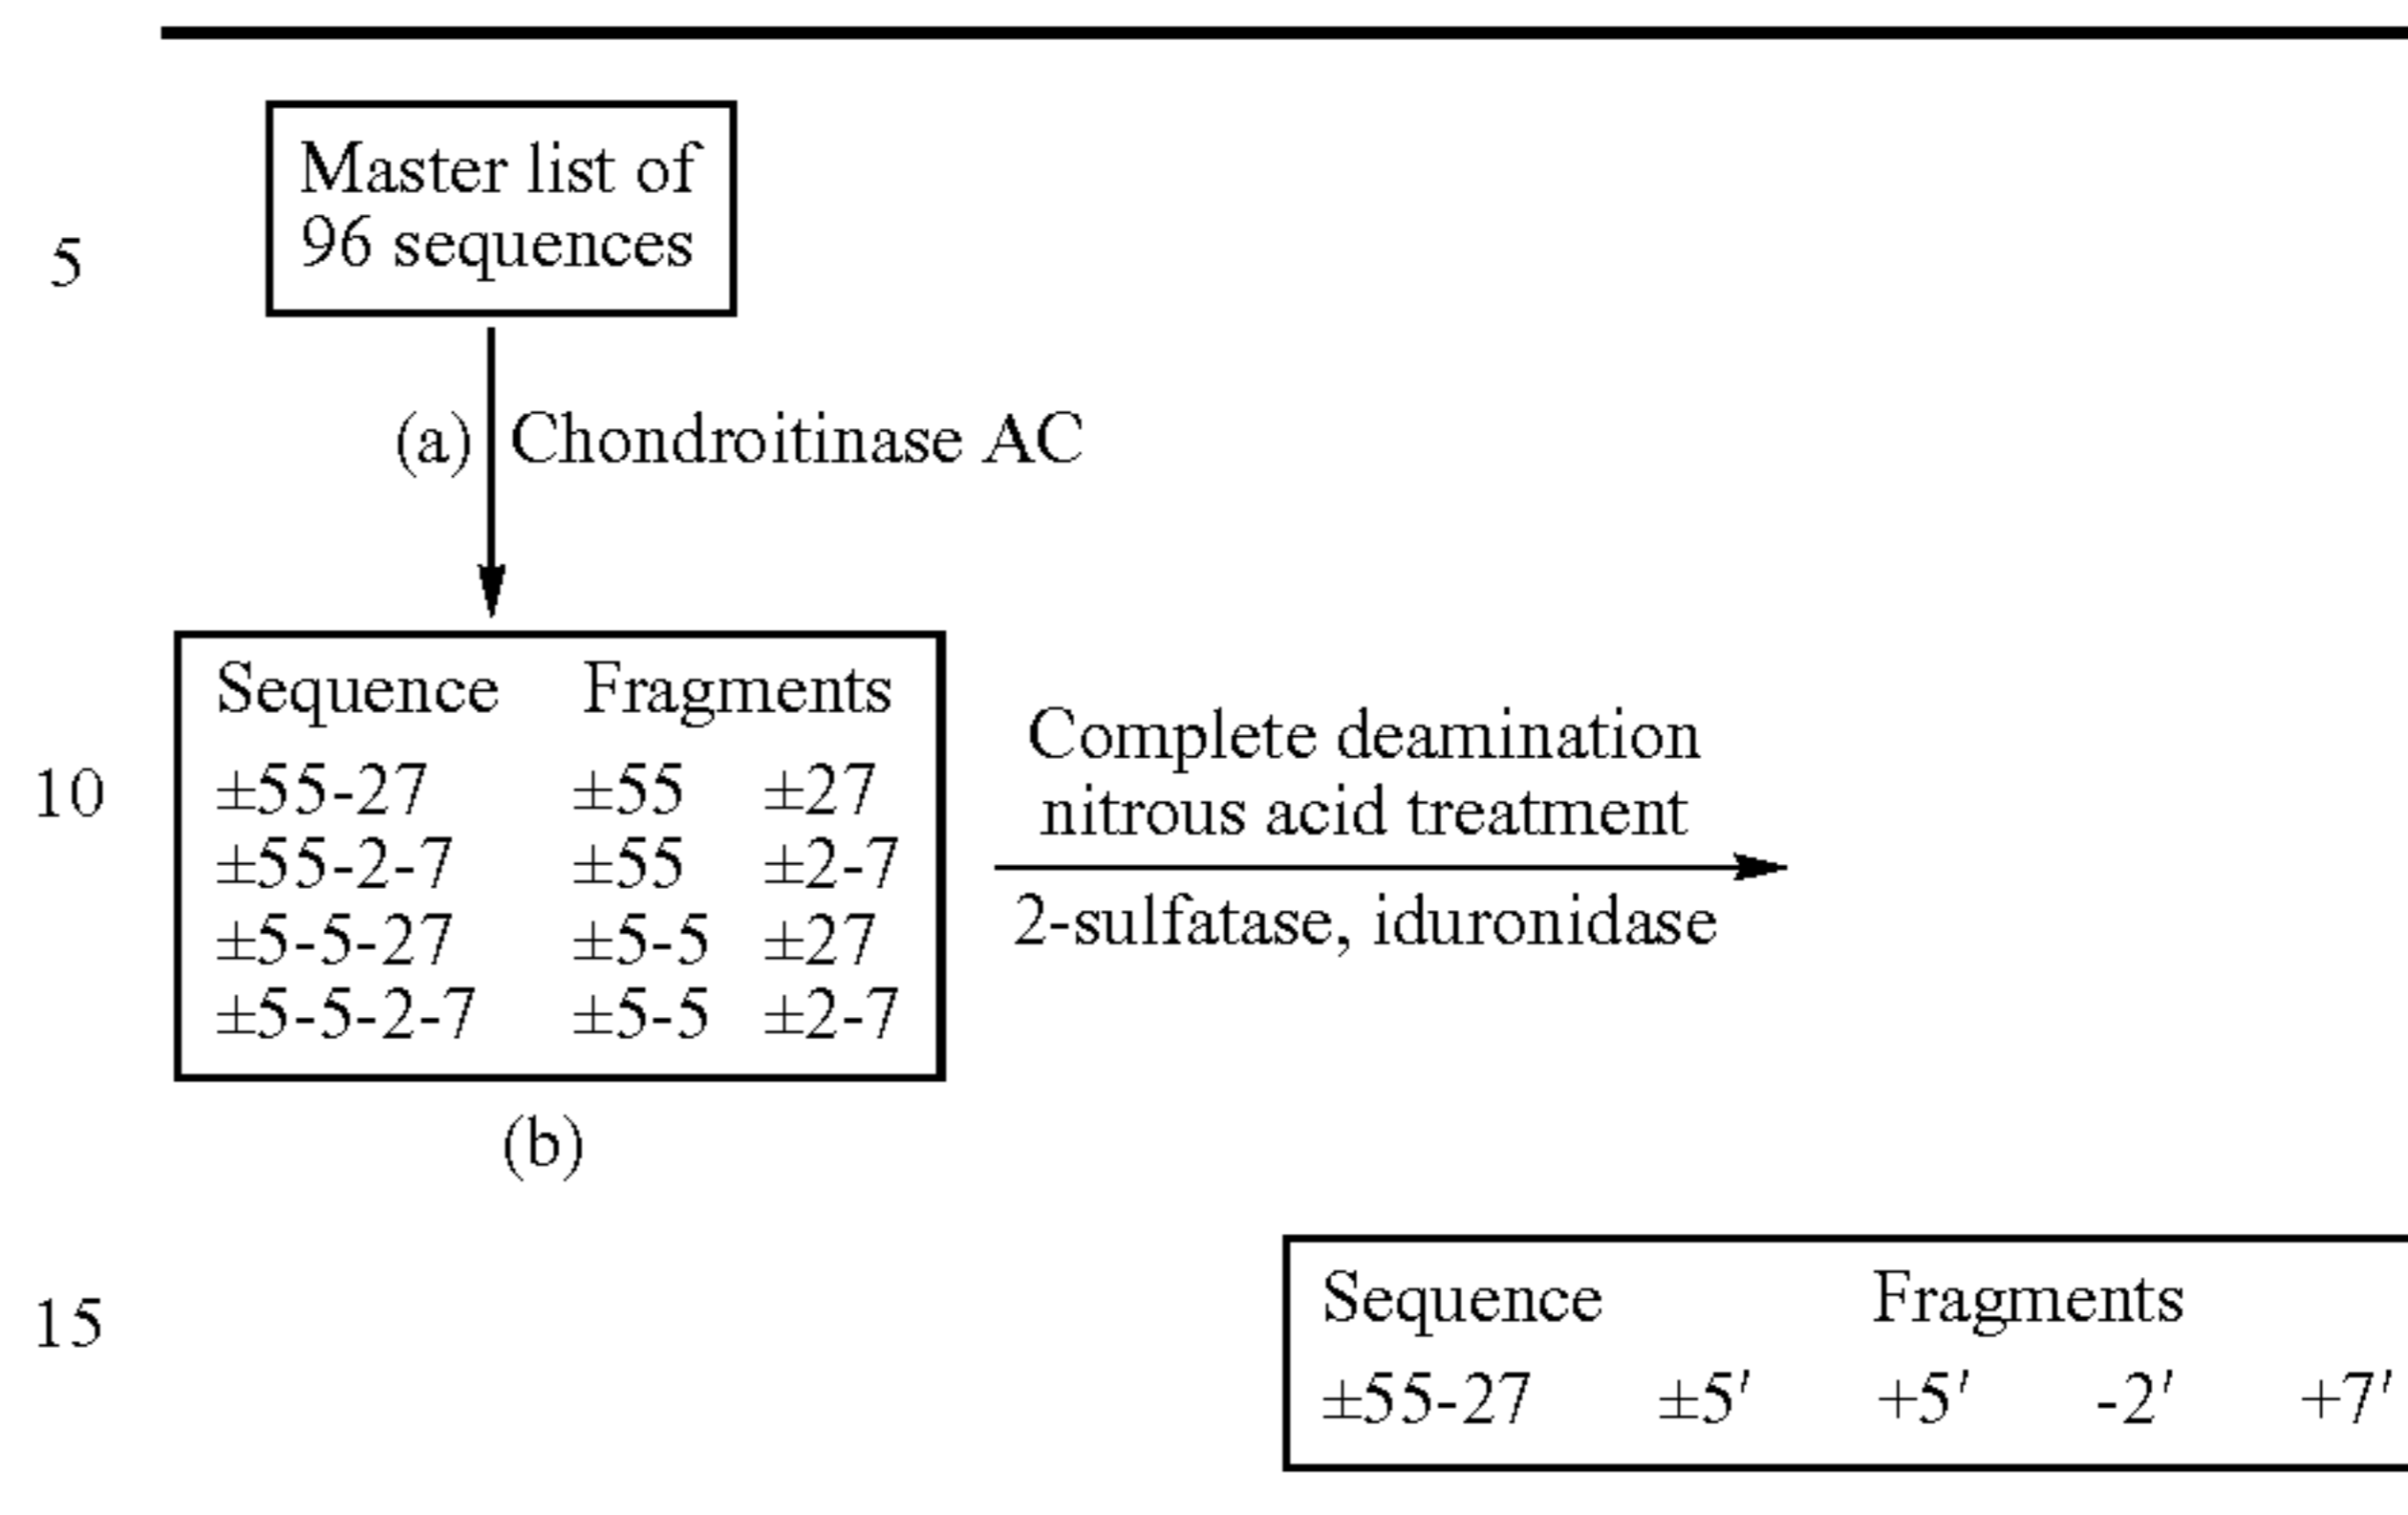 Master list of
96 sequences
5
(a) Chondroitinase AC
Sequence Fragments
10 ±55-27 ±55 ±27
±55-2-7 ±55 ±2-7
±5-5-27 ±5-5 ±27
±5-5-2-7 ±5-5 ±2-7
(b)
Complete deamination
nitrous acid treatment
2-sulfatase, iduronidase
15 Sequence Fragments
±55-27 ±5' +5' -2' +7'